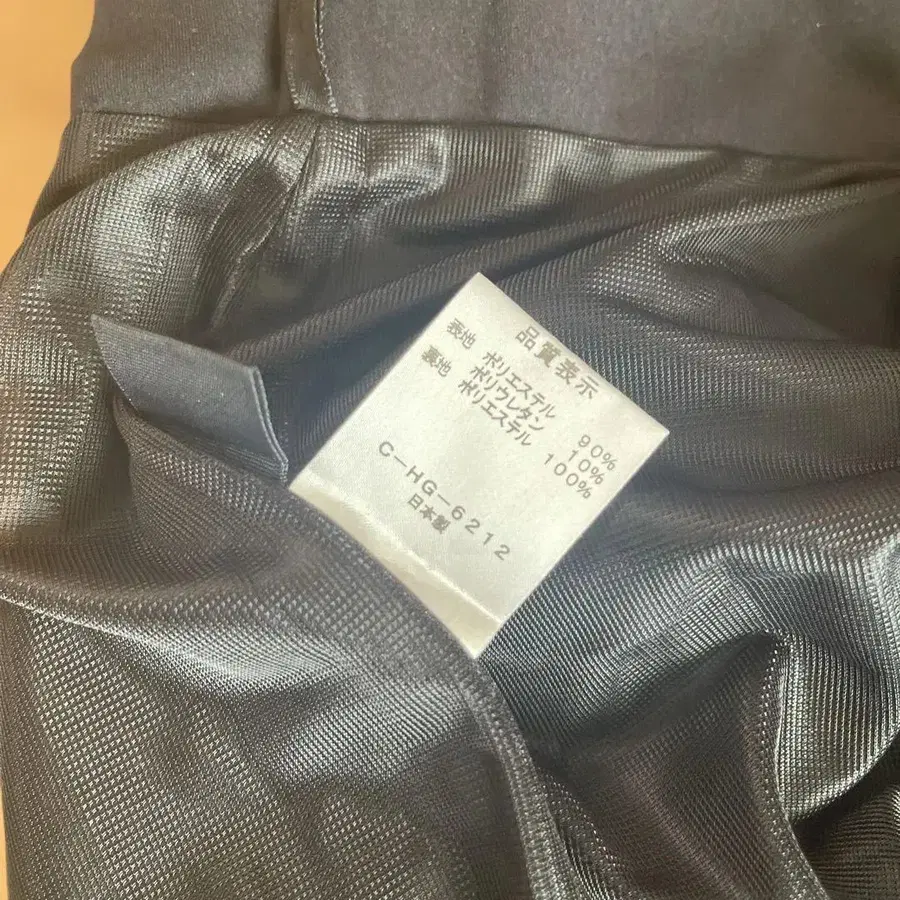 品質表示
表地 ポリエステル 90%
ポリウレタン 10%
裏地 ポリエステル 100%
C-HG-6212
日本製